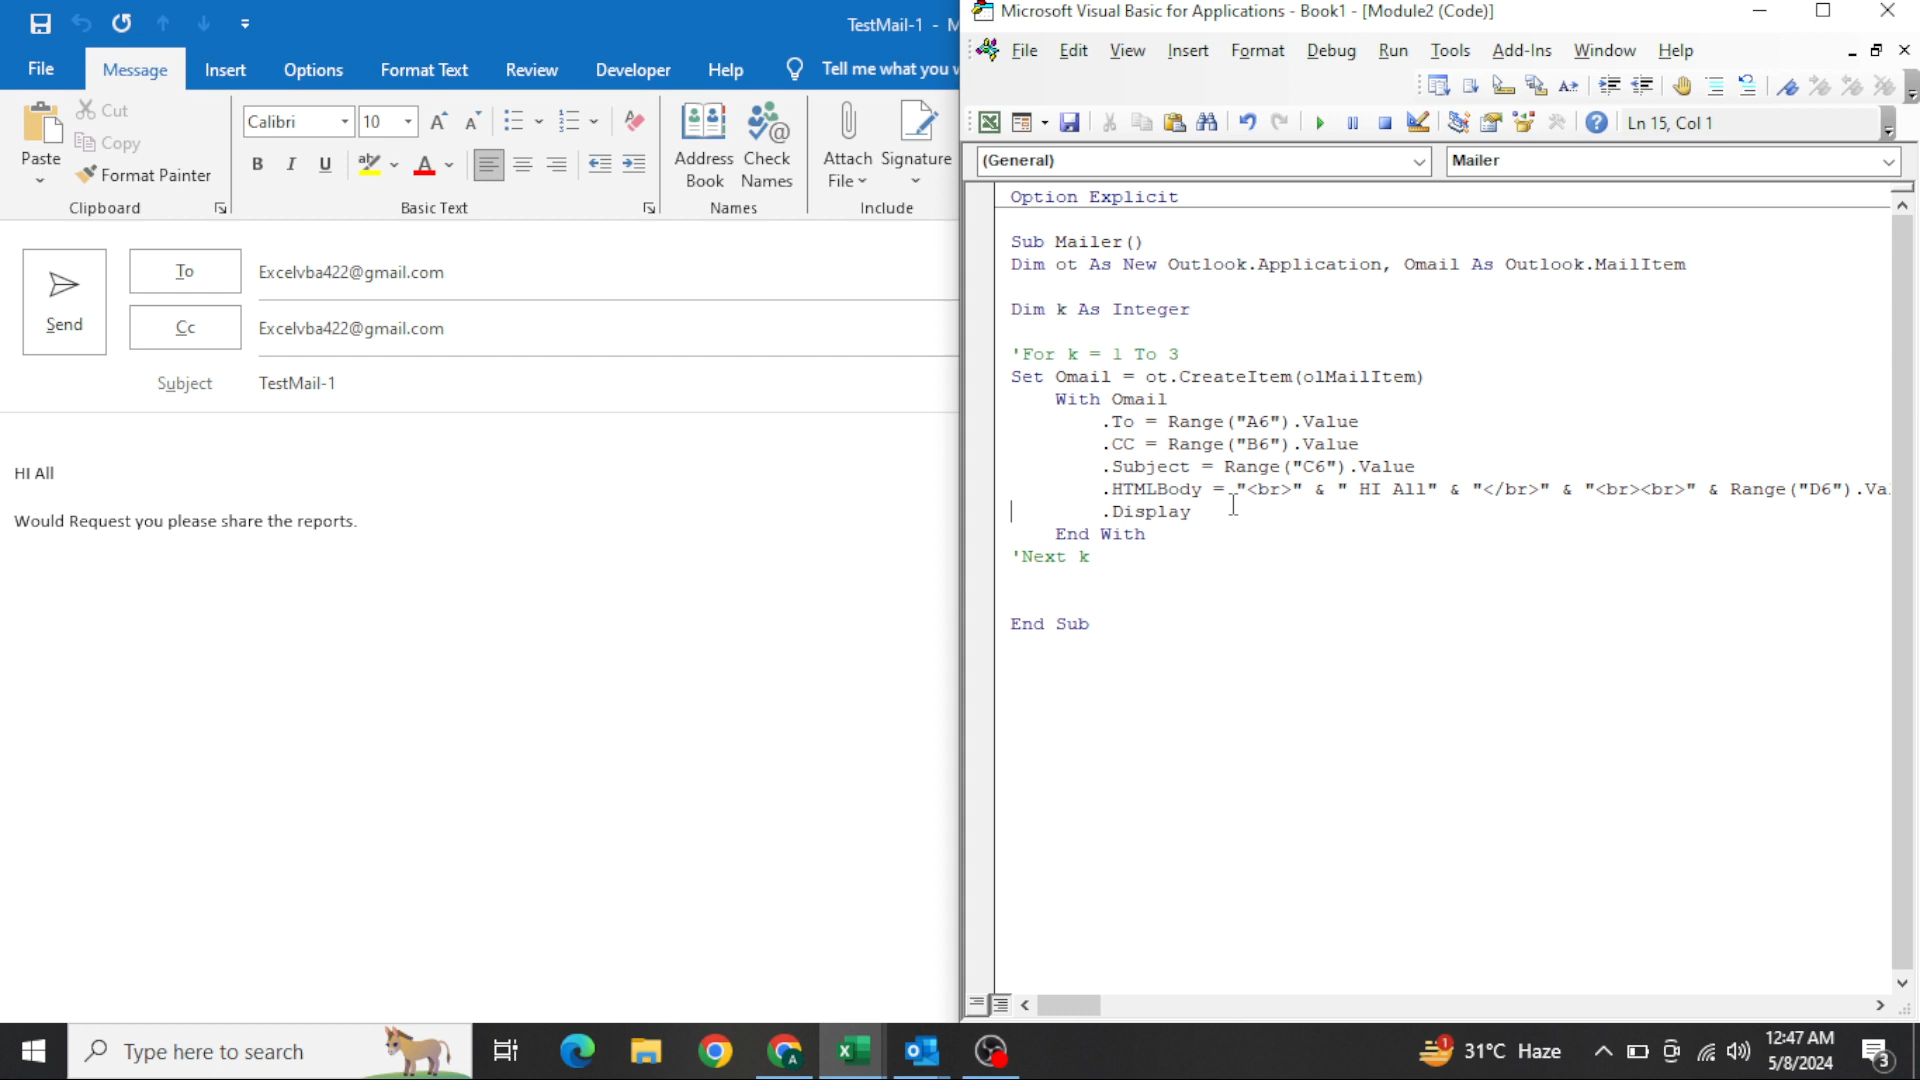 TestMail-1 - M
File
Message
Insert
Options
Format Text
Review
Developer
Help
Tell me what you w
Paste
Cut
Copy
Format Painter
Clipboard
Calibri
10
B I U
A
Basic Text
Address Book
Check Names
Names
Attach File
Signature
Include
Send
To
Excelvba422@gmail.com
Cc
Excelvba422@gmail.com
Subject
TestMail-1
HI All
Would Request you please share the reports.
Microsoft Visual Basic for Applications - Book1 - [Module2 (Code)]
File Edit View Insert Format Debug Run Tools Add-Ins Window Help
Ln 15, Col 1
(General)
Mailer
Option Explicit
Sub Mailer()
Dim ot As New Outlook.Application, Omail As Outlook.MailItem
Dim k As Integer
'For k = 1 To 3
Set Omail = ot.CreateItem(olMailItem)
With Omail
.To = Range("A6").Value
.CC = Range("B6").Value
.Subject = Range("C6").Value
.HTMLBody = "<br>" & " HI All" & "</br>" & "<br><br>" & Range("D6").Va
.Display
End With
'Next k
End Sub
Type here to search
31°C Haze
12:47 AM
5/8/2024
3